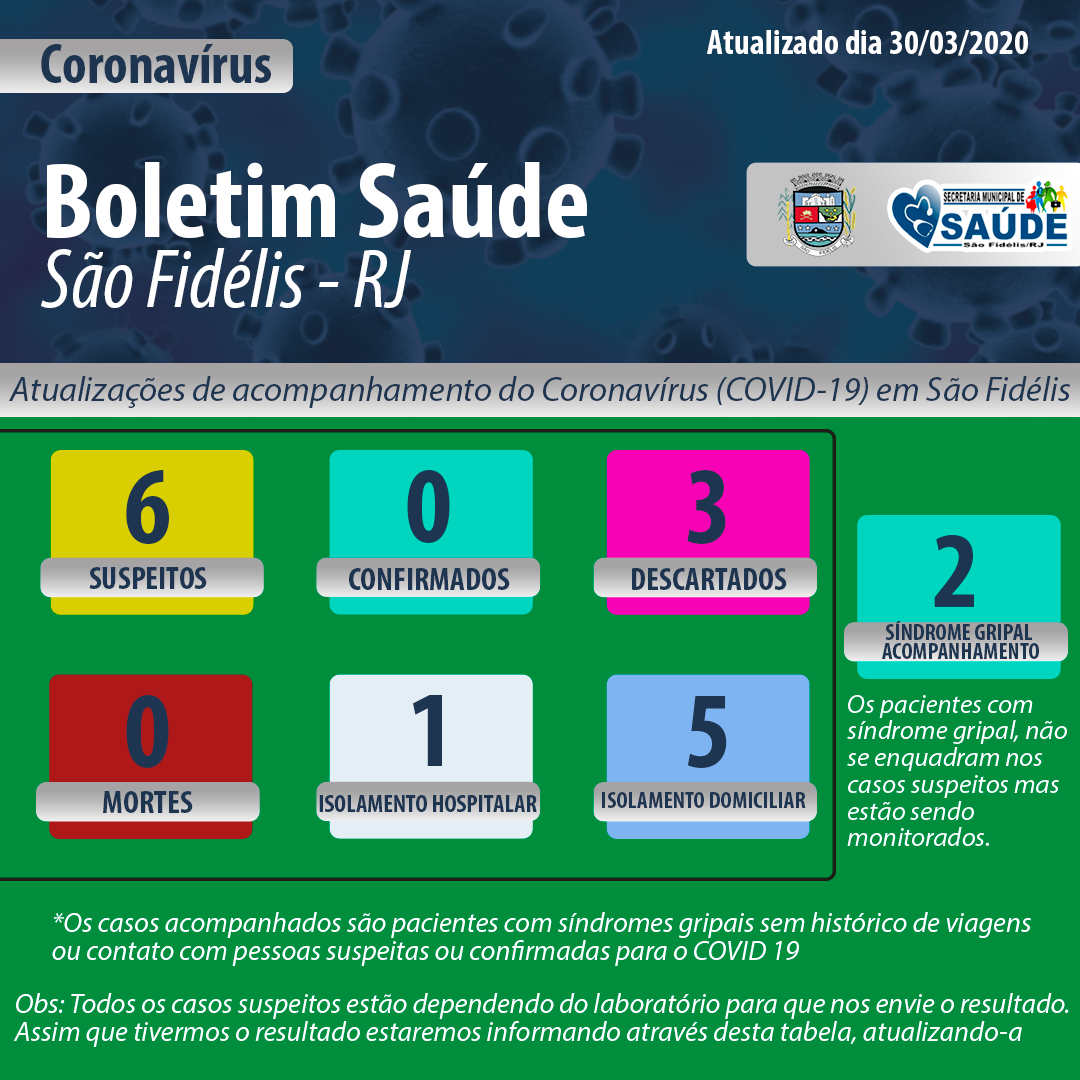 Coronavírus
Atualizado dia 30/03/2020
Boletim Saúde
São Fidélis - RJ
SECRETARIA MUNICIPAL DE
SAÚDE
São Fidélis/RJ
Atualizações de acompanhamento do Coronavírus (COVID-19) em São Fidélis
6
SUSPEITOS
0
CONFIRMADOS
3
DESCARTADOS
2
SÍNDROME GRIPAL
ACOMPANHAMENTO
0
MORTES
1
ISOLAMENTO HOSPITALAR
5
ISOLAMENTO DOMICILIAR
Os pacientes com
síndrome gripal, não
se enquadram nos
casos suspeitos mas
estão sendo
monitorados.
*Os casos acompanhados são pacientes com síndromes gripais sem histórico de viagens
ou contato com pessoas suspeitas ou confirmadas para o COVID 19
Obs: Todos os casos suspeitos estão dependendo do laboratório para que nos envie o resultado.
Assim que tivermos o resultado estaremos informando através desta tabela, atualizando-a